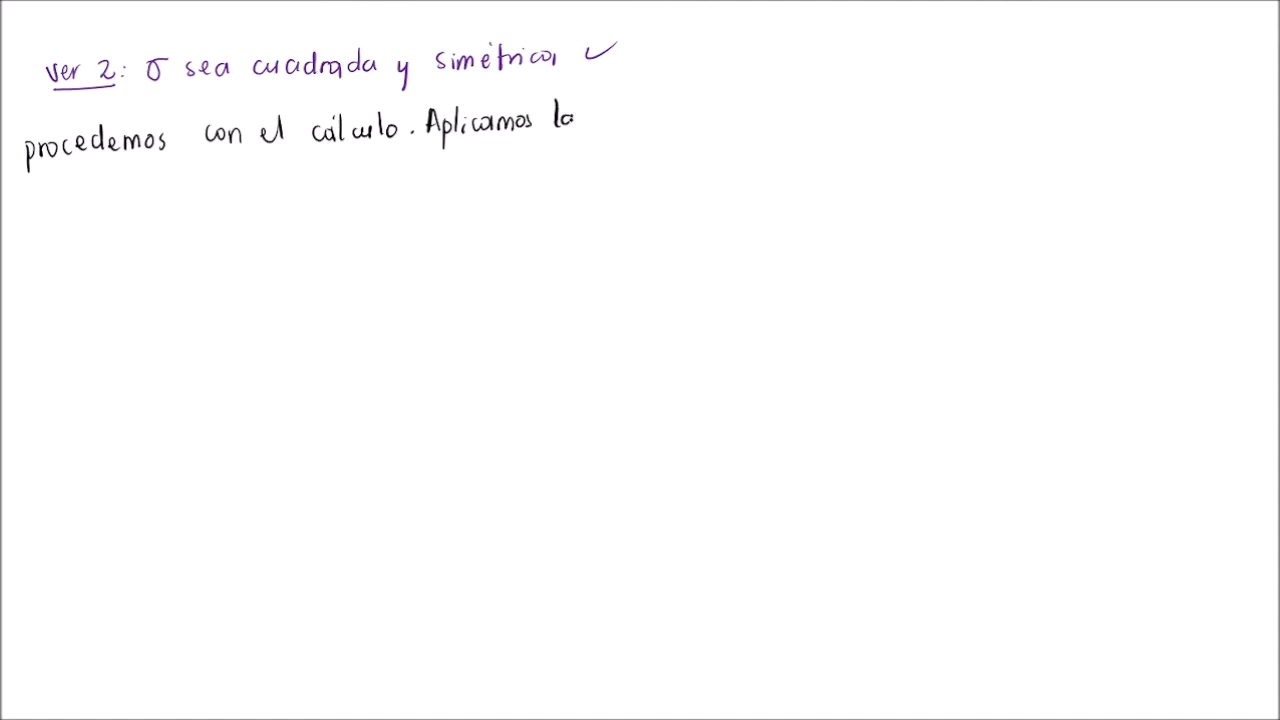 ver 2: σ sea cuadrada y simétrica ✓
procedemos con el cálculo. Aplicamos la